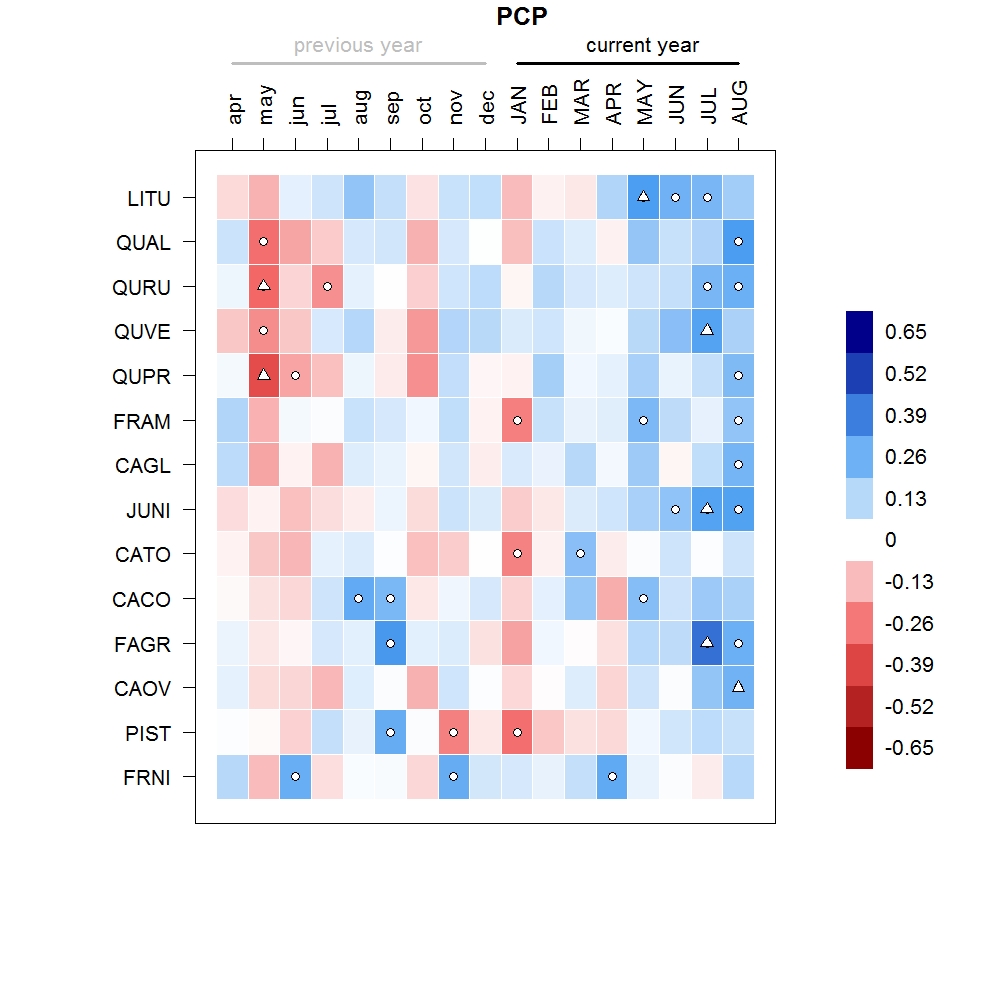 PCP
previous year current year
apr may jun jul aug sep oct nov dec JAN FEB MAR APR MAY JUN JUL AUG
LITU
QUAL
QURU
QUVE
QUPR
FRAM
CAGL
JUNI
CATO
CACO
FAGR
CAOV
PIST
FRNI
0.65
0.52
0.39
0.26
0.13
0
-0.13
-0.26
-0.39
-0.52
-0.65